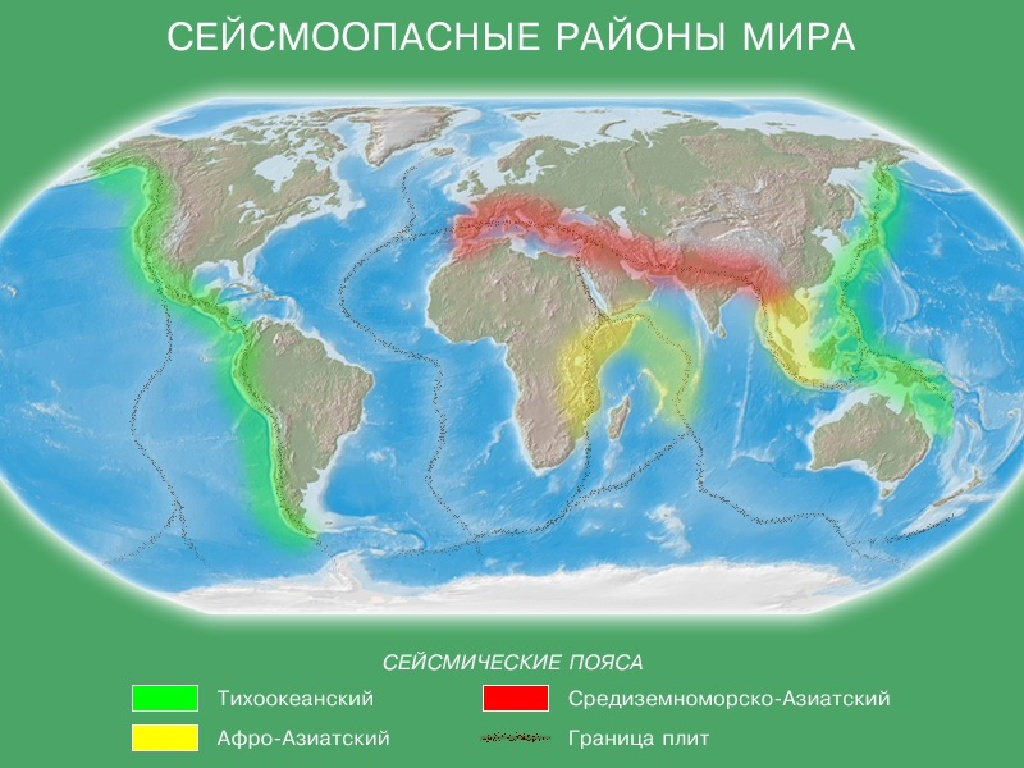 СЕЙСМООПАСНЫЕ РАЙОНЫ МИРА
СЕЙСМИЧЕСКИЕ ПОЯСА
Тихоокеанский
Средиземноморско-Азиатский
Афро-Азиатский
Граница плит